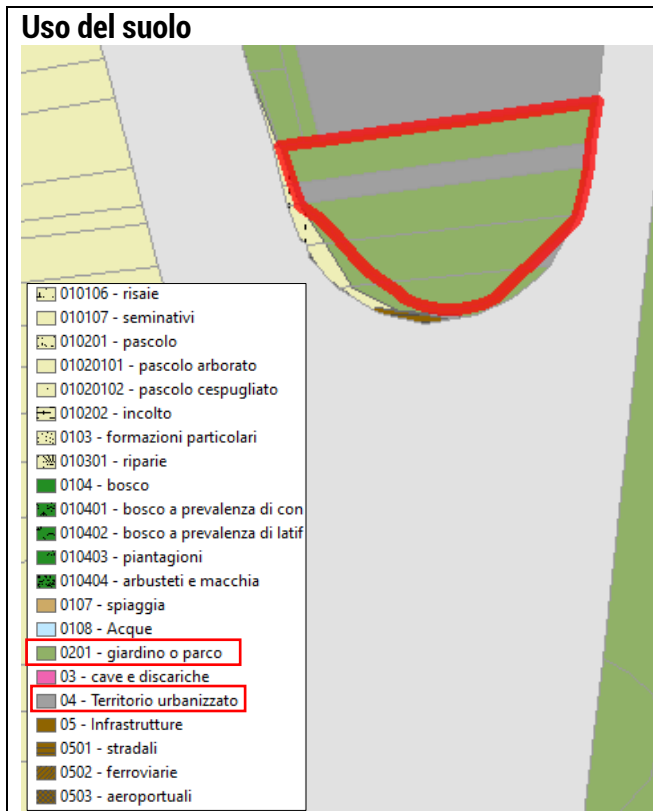 Uso del suolo
010106 - risaie
010107 - seminativi
010201 - pascolo
01020101 - pascolo arborato
01020102 - pascolo cespugliato
010202 - incolto
0103 - formazioni particolari
010301 - riparie
0104 - bosco
010401 - bosco a prevalenza di con
010402 - bosco a prevalenza di latif
010403 - piantagioni
010404 - arbusteti e macchia
0107 - spiaggia
0108 - Acque
0201 - giardino o parco
03 - cave e discariche
04 - Territorio urbanizzato
05 - Infrastrutture
0501 - stradali
0502 - ferroviarie
0503 - aeroportuali